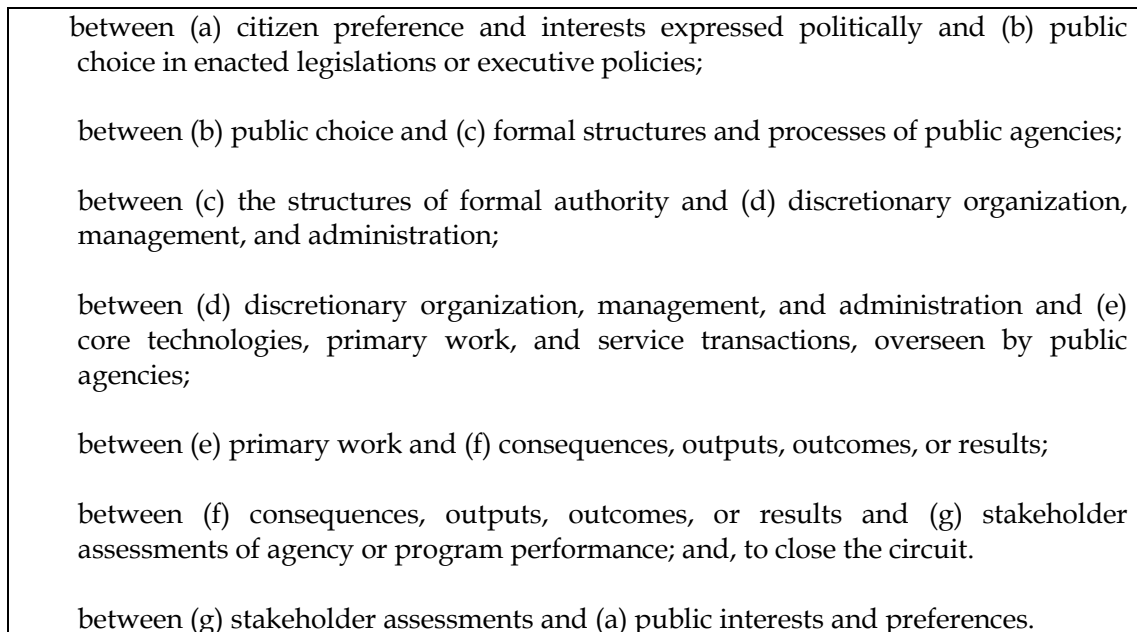 between (a) citizen preference and interests expressed politically and (b) public
choice in enacted legislations or executive policies;
between (b) public choice and (c) formal structures and processes of public agencies;
between (c) the structures of formal authority and (d) discretionary organization,
management, and administration;
between (d) discretionary organization, management, and administration and (e)
core technologies, primary work, and service transactions, overseen by public
agencies;
between (e) primary work and (f) consequences, outputs, outcomes, or results;
between (f) consequences, outputs, outcomes, or results and (g) stakeholder
assessments of agency or program performance; and, to close the circuit.
between (g) stakeholder assessments and (a) public interests and preferences.